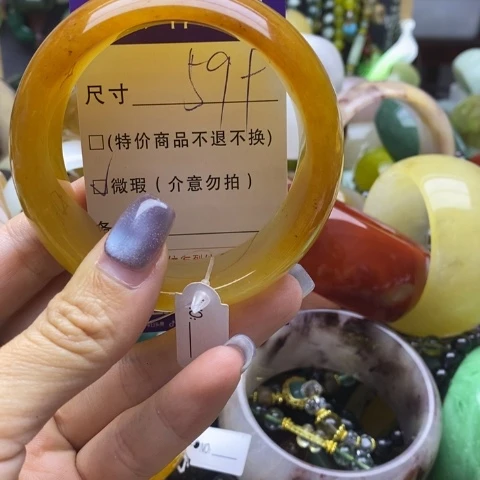 尺寸 59+
□(特价商品不退不换)
☑微瑕(介意勿拍)